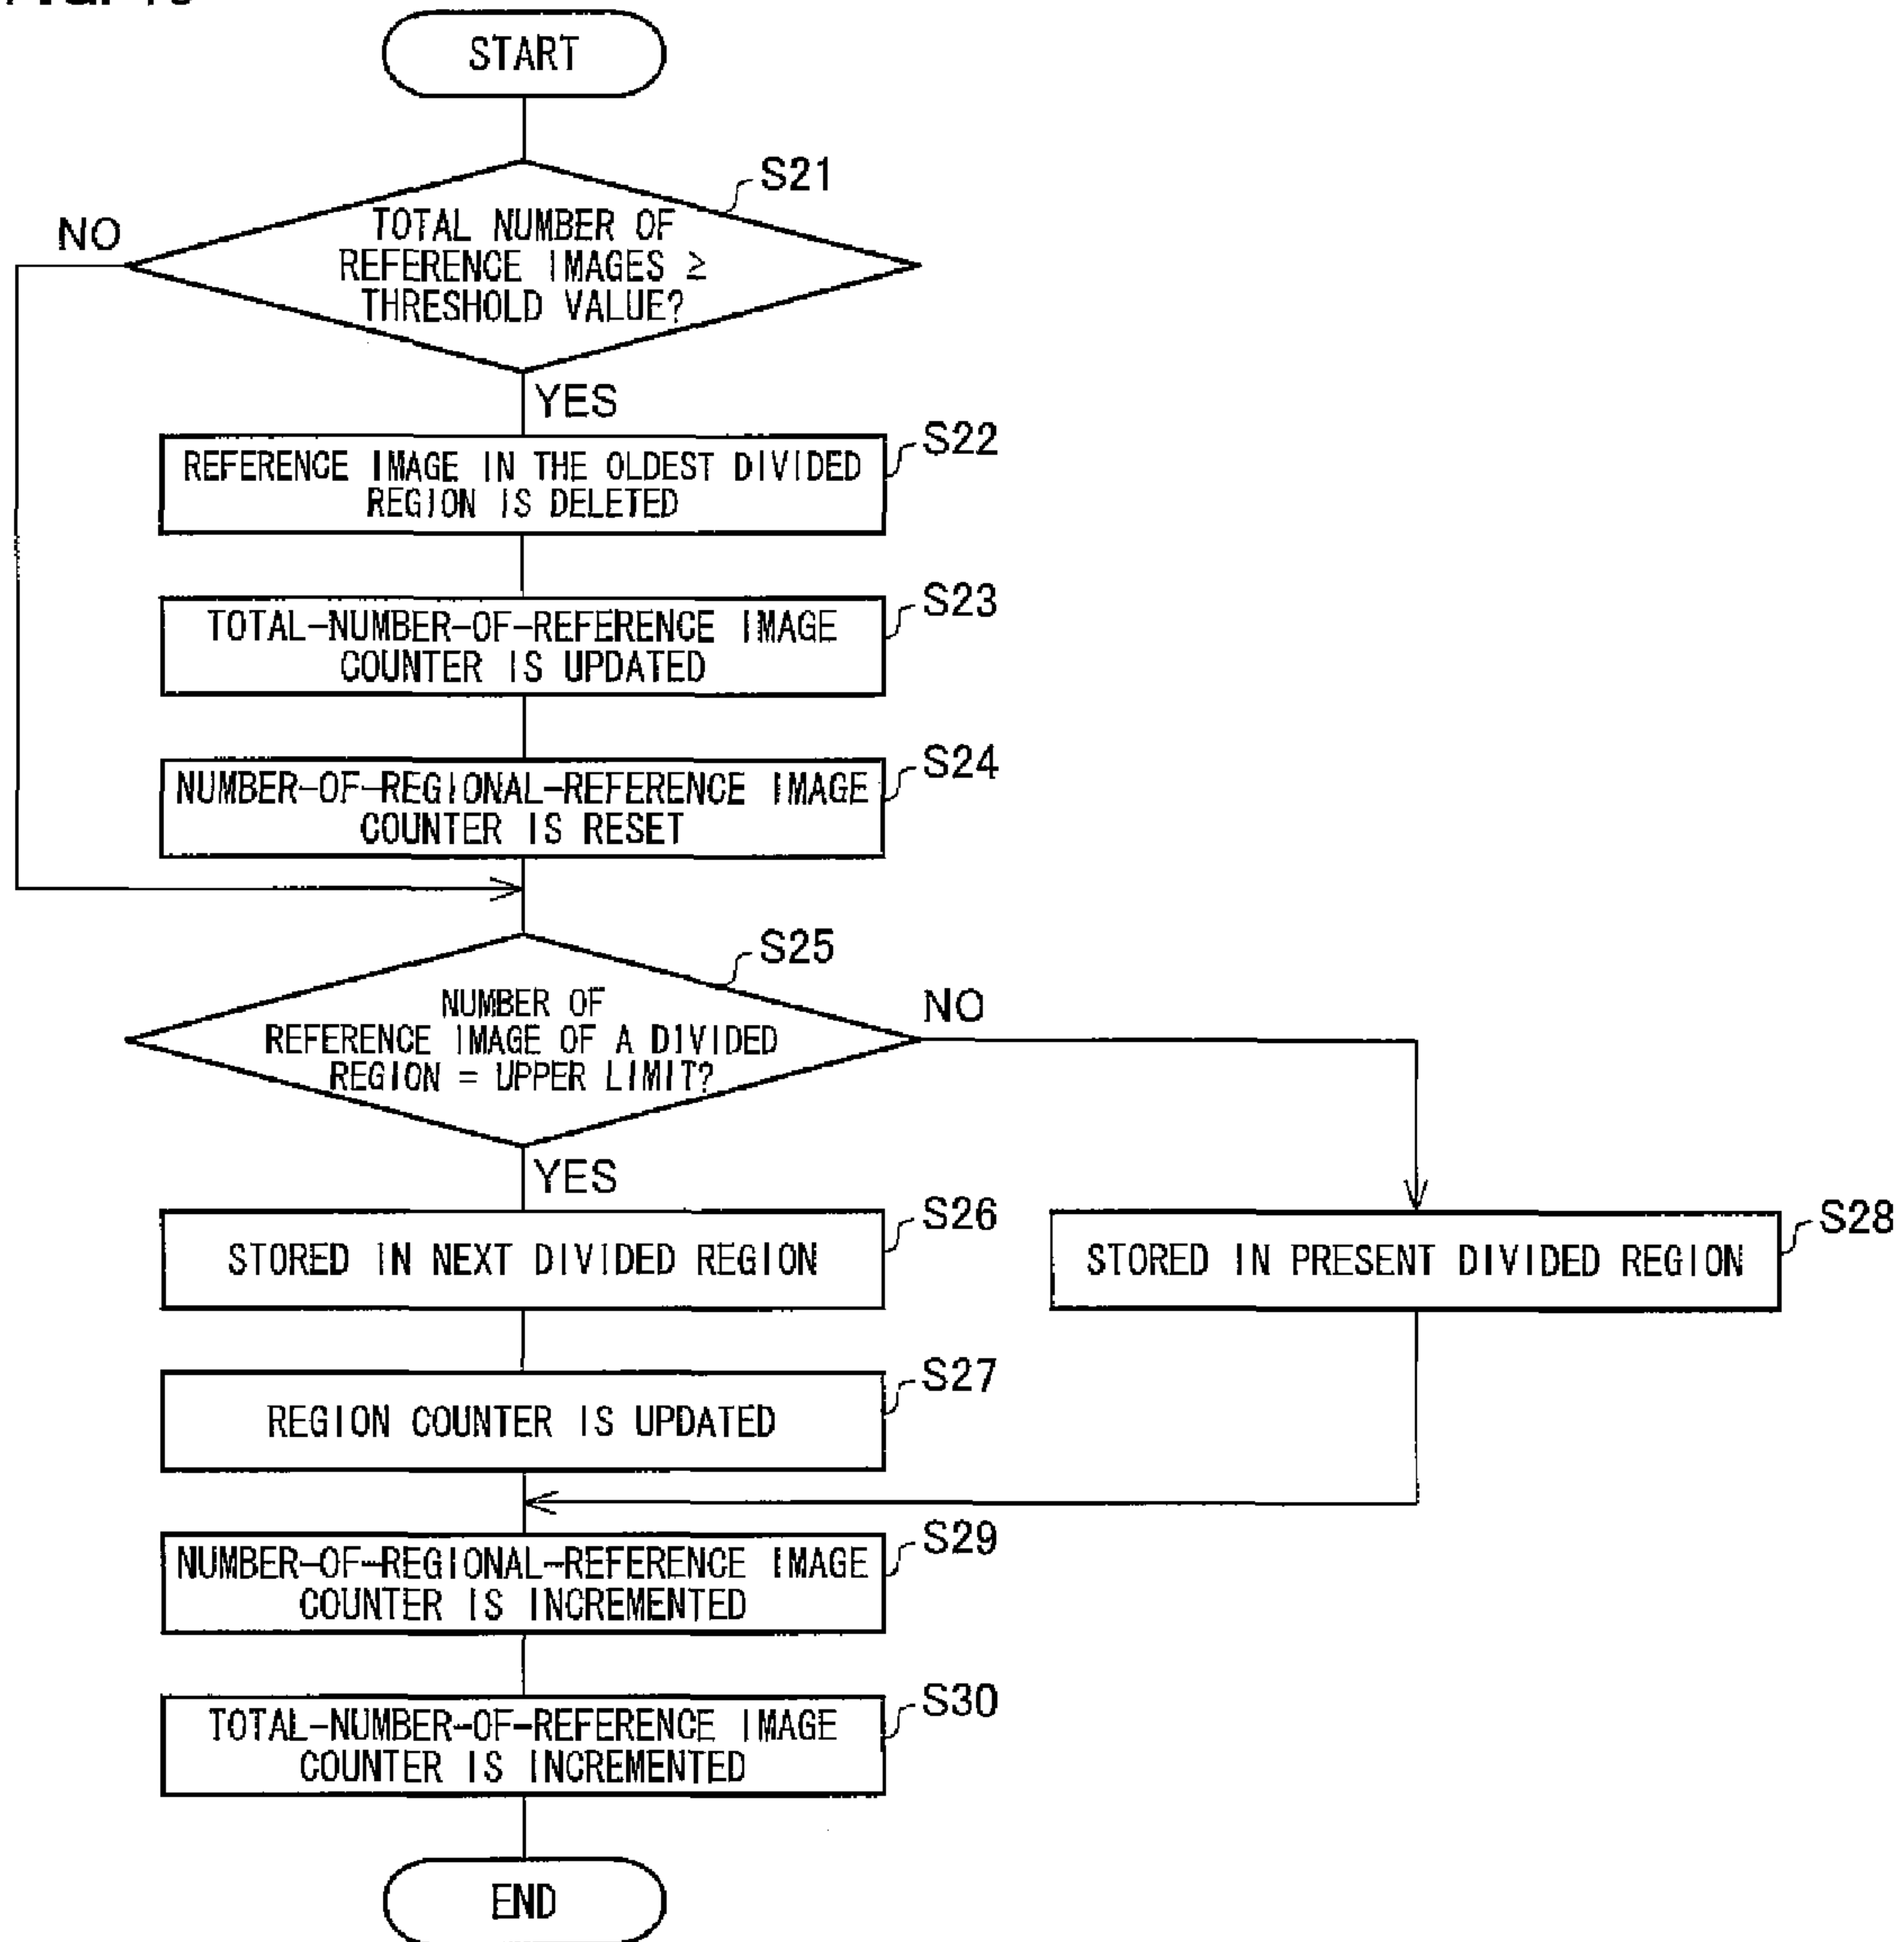 START
S21
NO
TOTAL NUMBER OF
REFERENCE IMAGES ≥
THRESHOLD VALUE?
YES
S22
REFERENCE IMAGE IN THE OLDEST DIVIDED
REGION IS DELETED
S23
TOTAL-NUMBER-OF-REFERENCE IMAGE
COUNTER IS UPDATED
S24
NUMBER-OF-REGIONAL-REFERENCE IMAGE
COUNTER IS RESET
S25
NUMBER OF
REFERENCE IMAGE OF A DIVIDED
REGION = UPPER LIMIT?
NO
YES
S26
STORED IN NEXT DIVIDED REGION
S28
STORED IN PRESENT DIVIDED REGION
S27
REGION COUNTER IS UPDATED
S29
NUMBER-OF-REGIONAL-REFERENCE IMAGE
COUNTER IS INCREMENTED
S30
TOTAL-NUMBER-OF-REFERENCE IMAGE
COUNTER IS INCREMENTED
END